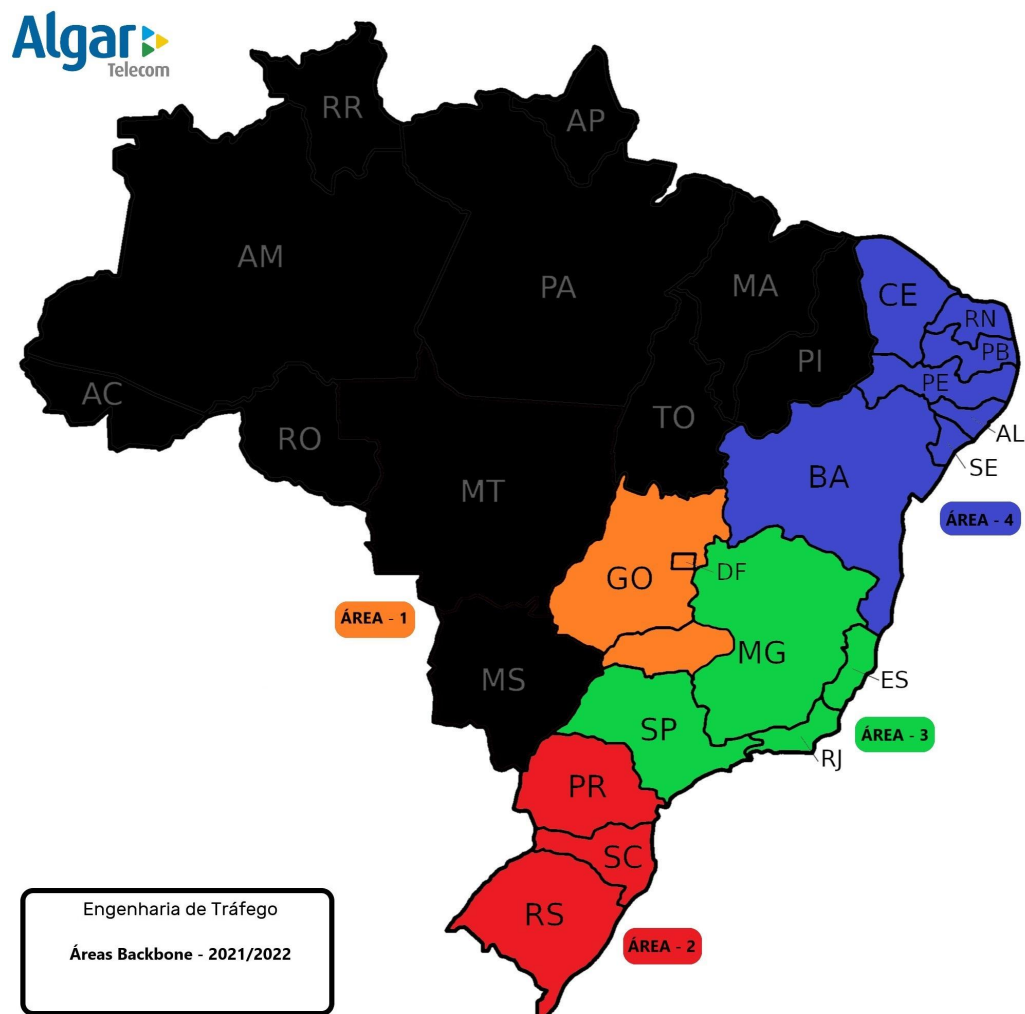 Algar
Telecom
RR
AP
AM
PA
MA
CE
RN
PB
PI
PE
AC
TO
RO
AL
SE
BA
MT
ÁREA - 4
GO
DF
ÁREA - 1
MG
MS
ES
SP
ÁREA - 3
RJ
PR
SC
RS
ÁREA - 2
Engenharia de Tráfego
Áreas Backbone - 2021/2022